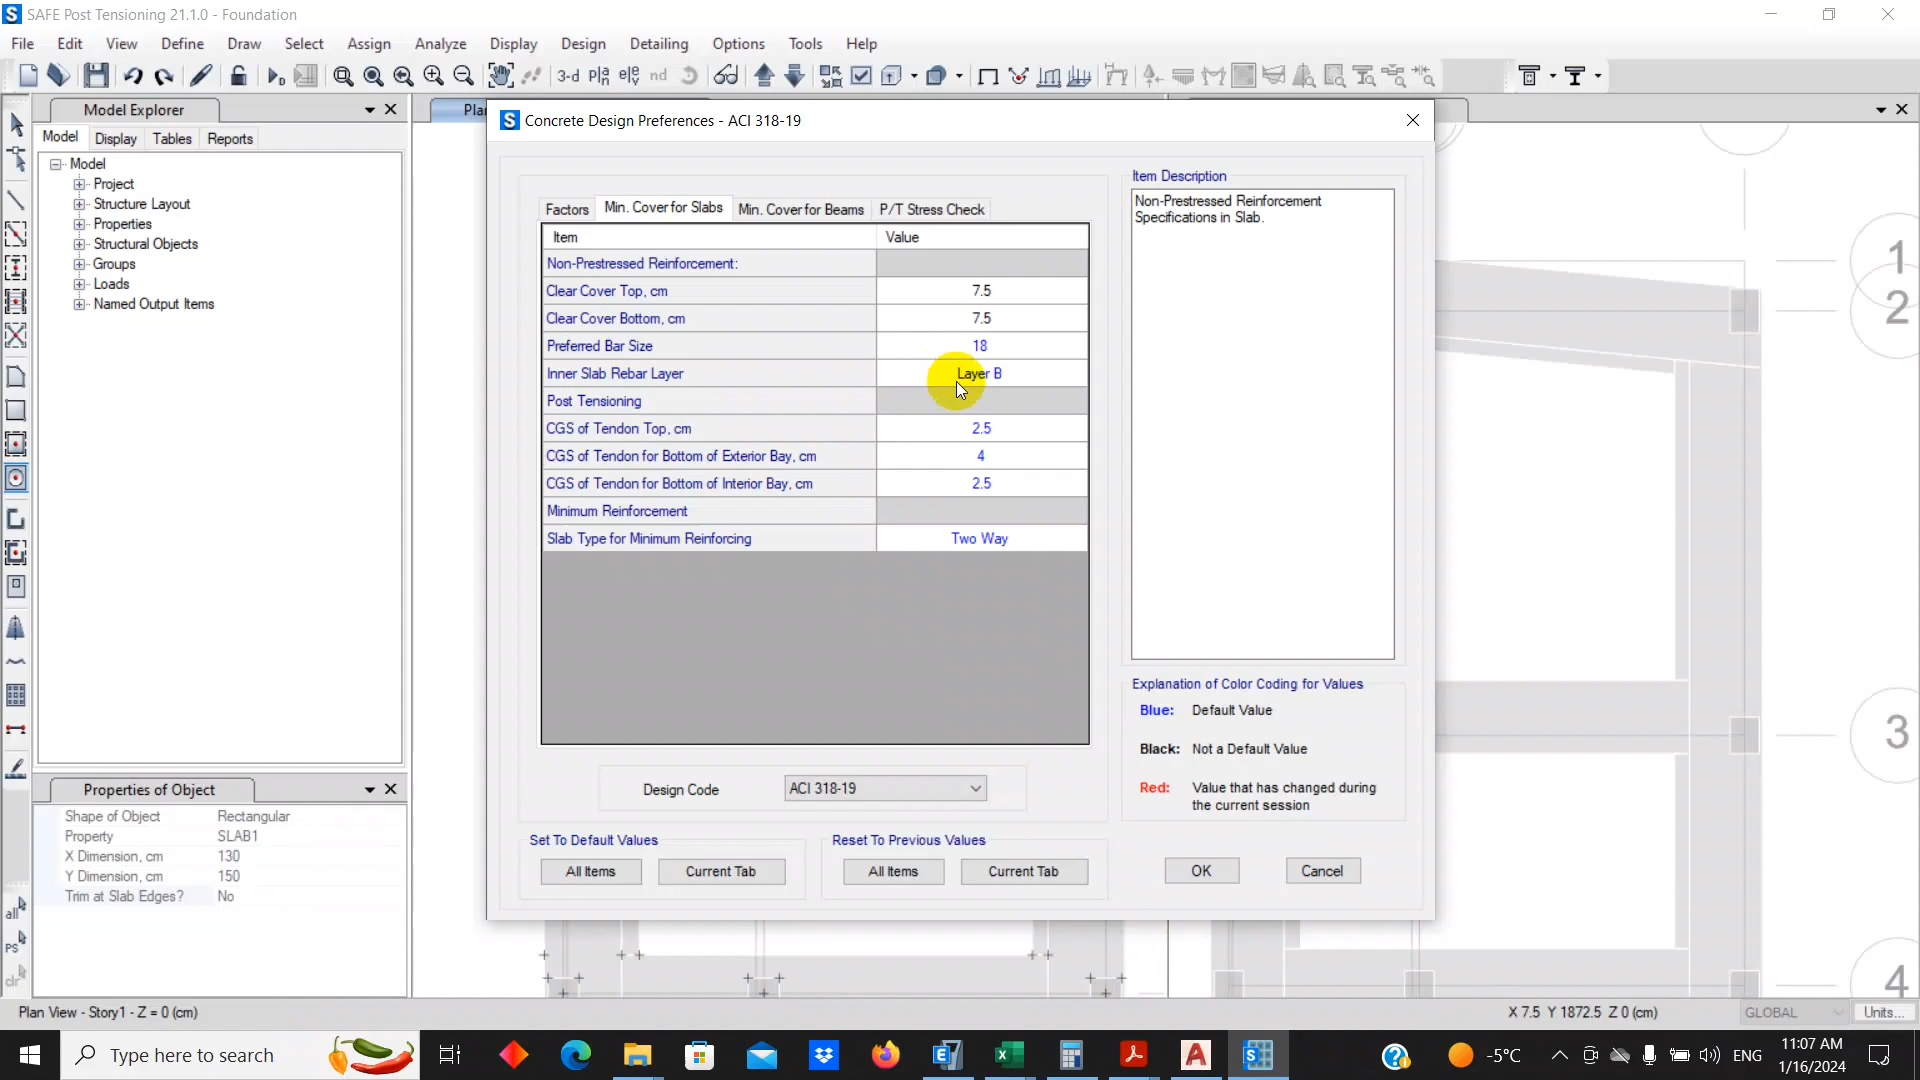 SAFE Post Tensioning 21.1.0 - Foundation
File Edit View Define Draw Select Assign Analyze Display Design Detailing Options Tools Help
3-d Pla ele nd
Model Explorer
Model Display Tables Reports
Model
Project
Structure Layout
Properties
Structural Objects
Groups
Loads
Named Output Items
Properties of Object
Shape of Object Rectangular
Property SLAB1
X Dimension, cm 130
Y Dimension, cm 150
Trim at Slab Edges? No
all
PS
clr
Concrete Design Preferences - ACI 318-19
Factors Min. Cover for Slabs Min. Cover for Beams P/T Stress Check
Item Value
Non-Prestressed Reinforcement:
Clear Cover Top, cm 7.5
Clear Cover Bottom, cm 7.5
Preferred Bar Size 18
Inner Slab Rebar Layer Layer B
Post Tensioning
CGS of Tendon Top, cm 2.5
CGS of Tendon for Bottom of Exterior Bay, cm 4
CGS of Tendon for Bottom of Interior Bay, cm 2.5
Minimum Reinforcement
Slab Type for Minimum Reinforcing Two Way
Design Code ACI 318-19
Set To Default Values
All Items Current Tab
Reset To Previous Values
All Items Current Tab
Item Description
Non-Prestressed Reinforcement
Specifications in Slab.
Explanation of Color Coding for Values
Blue: Default Value
Black: Not a Default Value
Red: Value that has changed during
the current session
OK Cancel
1
2
3
4
Plan View - Story1 - Z = 0 (cm)
X 7.5 Y 1872.5 Z 0 (cm)
GLOBAL
Units...
Type here to search
-5°C
ENG
11:07 AM
1/16/2024